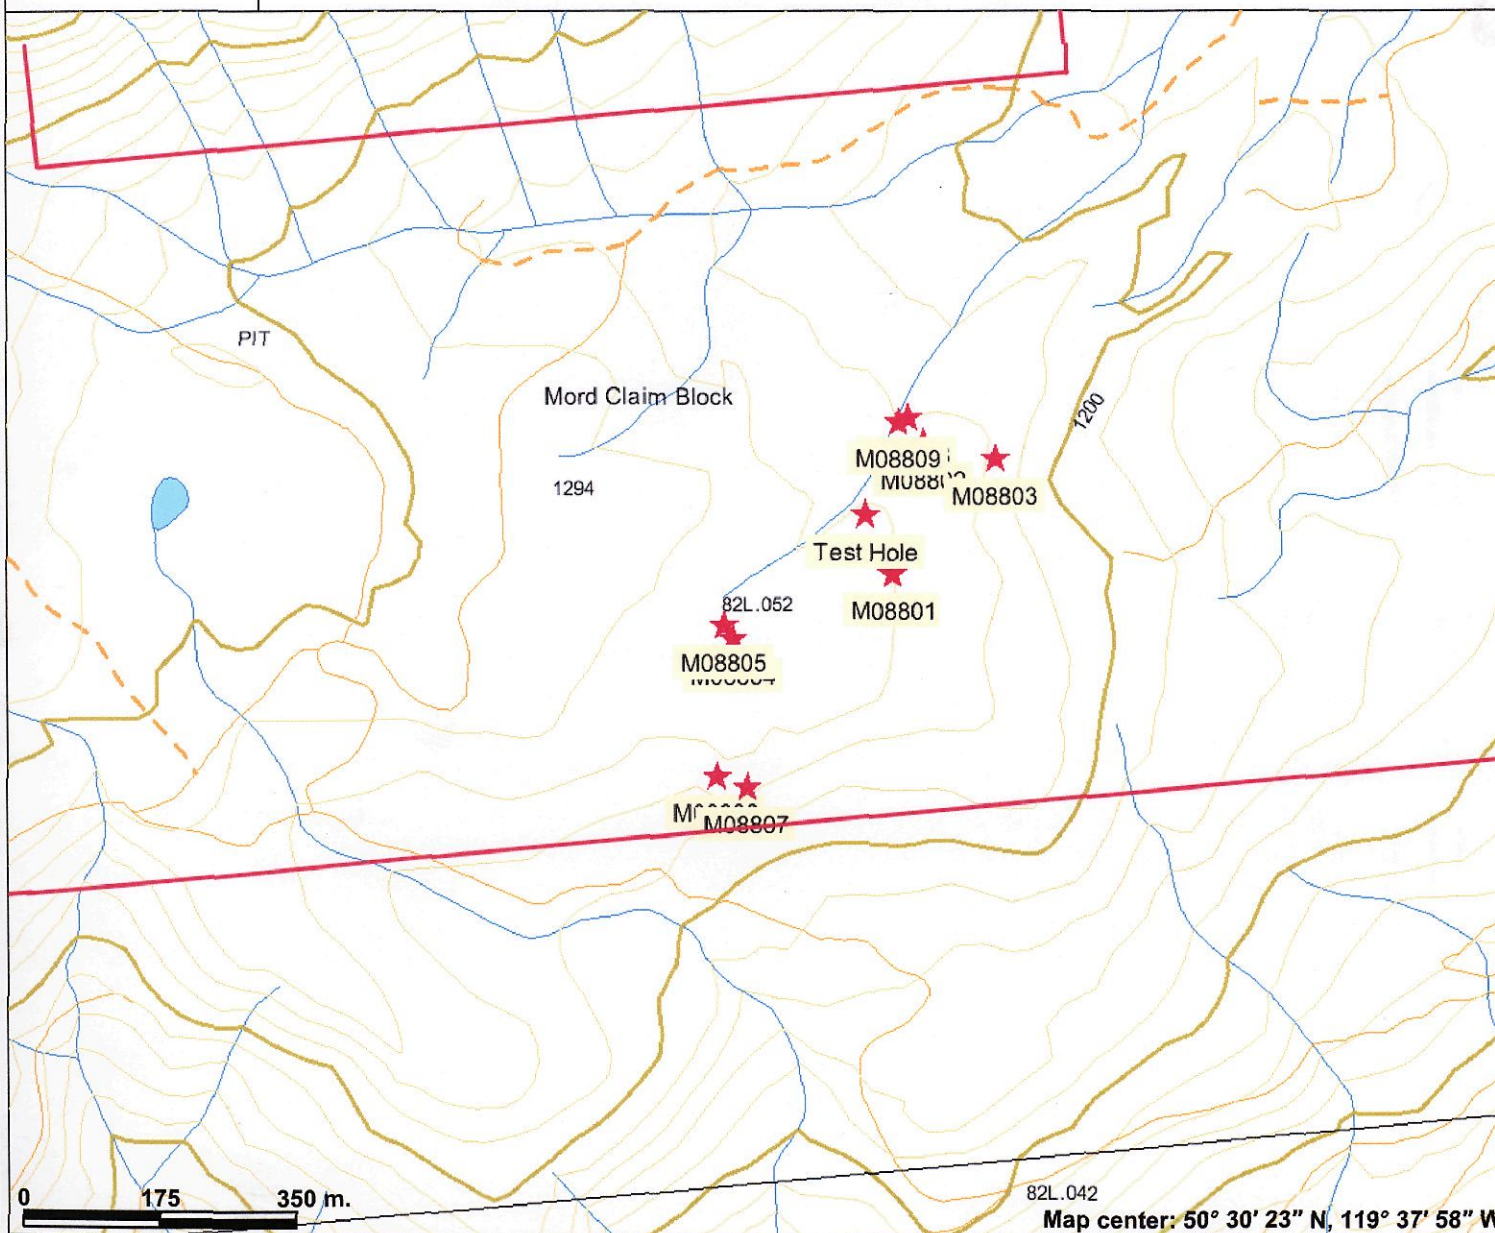 PIT
Mord Claim Block
1200
M08809
M08803
1294
Test Hole
82L.052
M08801
M08805
M08807
0 175 350 m.
82L.042
Map center: 50° 30' 23" N, 119° 37' 58" W